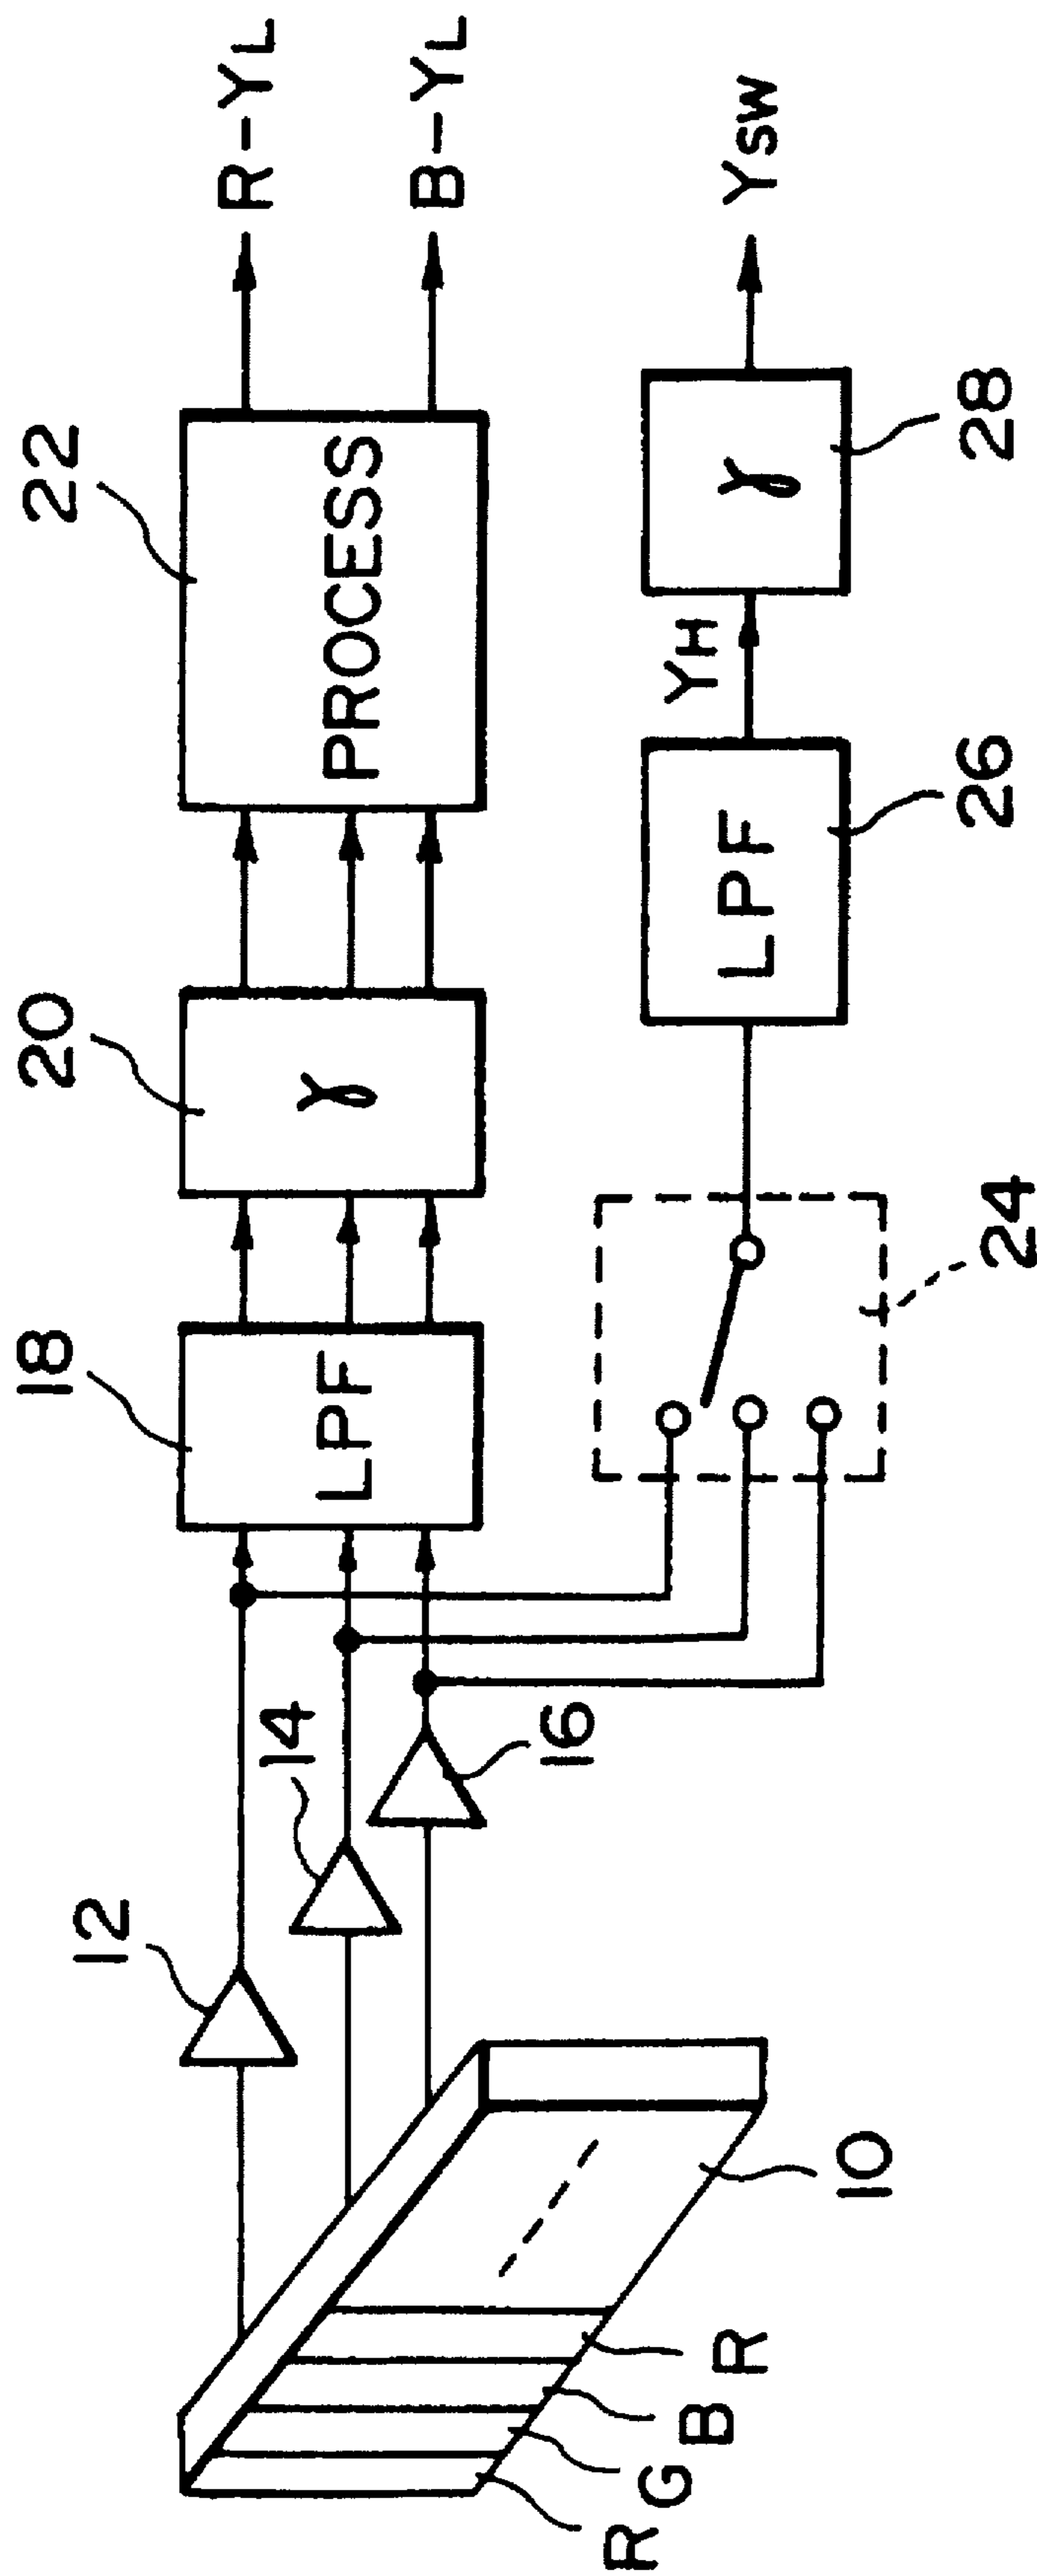 22
R-YL
20
PROCESS
18
γ
B-YL
12
LPF
14
16
YH
YSW
LPF
γ
28
26
24
10
R
B
G
R